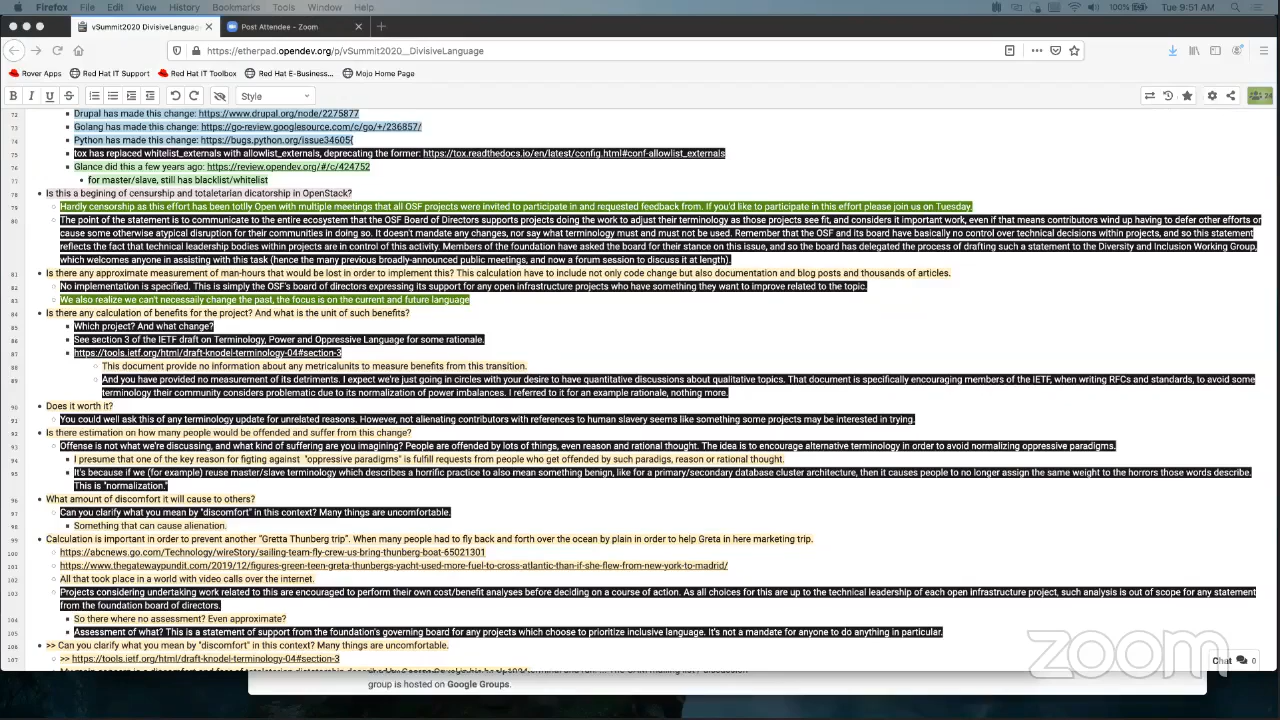 Firefox File Edit View History Bookmarks Tools Window Help 100% Tue 9:51 AM
vSummit2020 DivisiveLanguag Post Attendee - Zoom
https://etherpad.opendev.org/p/vSummit2020__DivisiveLanguage
Rover Apps Red Hat IT Support Red Hat IT Toolbox Red Hat E-Business... Mojo Home Page
B I U S Style 24
72 Drupal has made this change: https://www.drupal.org/node/2275877
73 Golang has made this change: https://go-review.googlesource.com/c/go/+/236857/
74 Python has made this change: https://bugs.python.org/issue34605{
75 tox has replaced whitelist_externals with allowlist_externals, deprecating the former: https://tox.readthedocs.io/en/latest/config.html#conf-allowlist_externals
76 Glance did this a few years ago: https://review.opendev.org/#/c/424752
77 for master/slave, still has blacklist/whitelist
78 Is this a begining of censurship and totaletarian dicatorship in OpenStack?
79 Hardly censorship as this effort has been totlly Open with multiple meetings that all OSF projects were invited to participate in and requested feedback from. If you'd like to participate in this effort please join us on Tuesday.
80 The point of the statement is to communicate to the entire ecosystem that the OSF Board of Directors supports projects doing the work to adjust their terminology as those projects see fit, and considers it important work, even if that means contributors wind up having to defer other efforts or
cause some otherwise atypical disruption for their communities in doing so. It doesn't mandate any changes, nor say what terminology must and must not be used. Remember that the OSF and its board have basically no control over technical decisions within projects, and so this statement
reflects the fact that technical leadership bodies within projects are in control of this activity. Members of the foundation have asked the board for their stance on this issue, and so the board has delegated the process of drafting such a statement to the Diversity and Inclusion Working Group,
which welcomes anyone in assisting with this task (hence the many previous broadly-announced public meetings, and now a forum session to discuss it at length).
81 Is there any approximate measurement of man-hours that would be lost in order to implement this? This calculation have to include not only code change but also documentation and blog posts and thousands of articles.
82 No implementation is specified. This is simply the OSF's board of directors expressing its support for any open infrastructure projects who have something they want to improve related to the topic.
83 We also realize we can't necessaily change the past, the focus is on the current and future language
84 Is there any calculation of benefits for the project? And what is the unit of such benefits?
85 Which project? And what change?
86 See section 3 of the IETF draft on Terminology, Power and Oppressive Language for some rationale.
87 https://tools.ietf.org/html/draft-knodel-terminology-04#section-3
88 This document provide no information about any metricalunits to measure benefits from this transition.
89 And you have provided no measurement of its detriments. I expect we're just going in circles with your desire to have quantitative discussions about qualitative topics. That document is specifically encouraging members of the IETF, when writing RFCs and standards, to avoid some
terminology their community considers problematic due to its normalization of power imbalances. I referred to it for an example rationale, nothing more.
90 Does it worth it?
91 You could well ask this of any terminology update for unrelated reasons. However, not alienating contributors with references to human slavery seems like something some projects may be interested in trying.
92 Is there estimation on how many people would be offended and suffer from this change?
93 Offense is not what we're discussing, and what kind of suffering are you imagining? People are offended by lots of things, even reason and rational thought. The idea is to encourage alternative terminology in order to avoid normalizing oppressive paradigms.
94 I presume that one of the key reason for figting against "oppressive paradigms" is fulfill requests from people who get offended by such paradigs, reason or rational thought.
95 It's because if we (for example) reuse master/slave terminology which describes a horrific practice to also mean something benign, like for a primary/secondary database cluster architecture, then it causes people to no longer assign the same weight to the horrors those words describe.
This is "normalization."
96 What amount of discomfort it will cause to others?
97 Can you clarify what you mean by "discomfort" in this context? Many things are uncomfortable.
98 Something that can cause alienation.
99 Calculation is important in order to prevent another "Gretta Thunberg trip". When many people had to fly back and forth over the ocean by plain in order to help Greta in here marketing trip.
100 https://abcnews.go.com/Technology/wireStory/sailing-team-fly-crew-us-bring-thunberg-boat-65021301
101 https://www.thegatewaypundit.com/2019/12/figures-green-teen-greta-thunbergs-yacht-used-more-fuel-to-cross-atlantic-than-if-she-flew-from-new-york-to-madrid/
102 All that took place in a world with video calls over the internet.
103 Projects considering undertaking work related to this are encouraged to perform their own cost/benefit analyses before deciding on a course of action. As all choices for this are up to the technical leadership of each open infrastructure project, such analysis is out of scope for any statement
from the foundation board of directors.
104 So there where no assessment? Even approximate?
105 Assessment of what? This is a statement of support from the foundation's governing board for any projects which choose to prioritize inclusive language. It's not a mandate for anyone to do anything in particular.
106 >> Can you clarify what you mean by "discomfort" in this context? Many things are uncomfortable.
107 >> https://tools.ietf.org/html/draft-knodel-terminology-04#section-3
zoom
Chat 0
group is hosted on Google Groups.